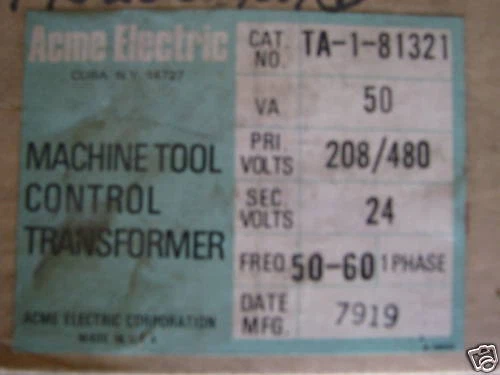 Acme Electric
CUBA, N.Y. 14727
MACHINE TOOL
CONTROL
TRANSFORMER
ACME ELECTRIC CORPORATION
MADE IN U.S.A.
CAT. NO. TA-1-81321
VA 50
PRI. VOLTS 208/480
SEC. VOLTS 24
FREQ. 50-60 1 PHASE
DATE MFG. 7919